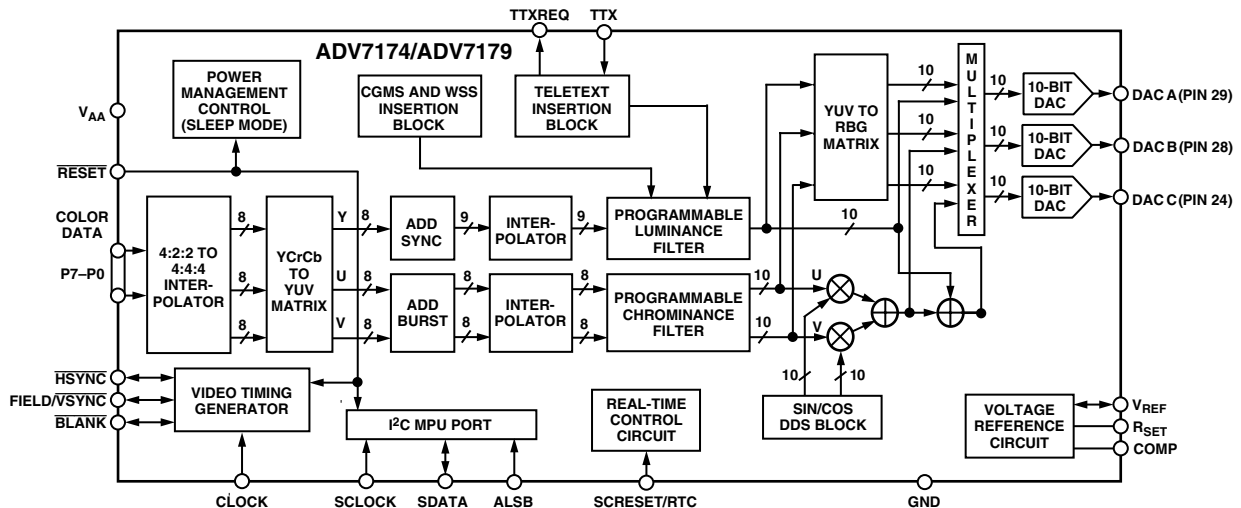 TTXREQ TTX
ADV7174/ADV7179
POWER
MANAGEMENT
CONTROL
(SLEEP MODE)
CGMS AND WSS
INSERTION
BLOCK
TELETEXT
INSERTION
BLOCK
YUV TO
RBG
MATRIX
10
10
10
M
U
L
T
I
P
L
E
X
E
R
10
10
10
10-BIT
DAC
10-BIT
DAC
10-BIT
DAC
DAC A (PIN 29)
DAC B (PIN 28)
DAC C (PIN 24)
VAA
RESET
COLOR
DATA
P7–P0
4:2:2 TO
4:4:4
INTER-
POLATOR
8
8
8
YCrCb
TO
YUV
MATRIX
Y 8
U 8
V 8
ADD
SYNC
9
INTER-
POLATOR
9
PROGRAMMABLE
LUMINANCE
FILTER
10
ADD
BURST
8
8
INTER-
POLATOR
8
8
PROGRAMMABLE
CHROMINANCE
FILTER
10
10
U
V
10 10
SIN/COS
DDS BLOCK
HSYNC
FIELD/VSYNC
BLANK
VIDEO TIMING
GENERATOR
I2C MPU PORT
REAL-TIME
CONTROL
CIRCUIT
VOLTAGE
REFERENCE
CIRCUIT
VREF
RSET
COMP
CLOCK SCLOCK SDATA ALSB SCRESET/RTC GND